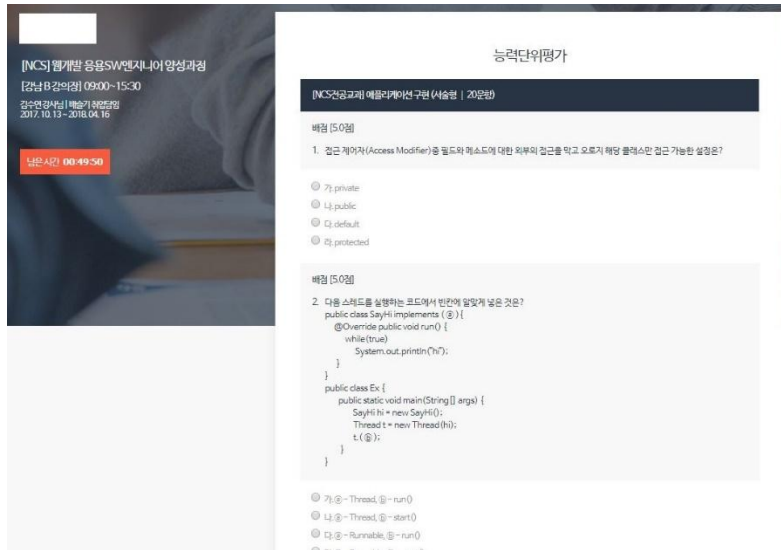 [NCS] 웹개발 응용SW엔지니어 양성과정
[강남 B강의장] 09:00~15:30
김수연 강사님 | 배슬기 취업담임
2017. 10. 13 ~ 2018. 04. 16
남은시간 00:49:50
능력단위평가
[NCS전공교과] 애플리케이션 구현 (서술형 | 20문항)
배점 [5.0점]
1. 접근 제어자(Access Modifier)중 필드와 메소드에 대한 외부의 접근을 막고 오로지 해당 클래스만 접근 가능한 설정은?
가. private
나. public
다. default
라. protected
배점 [5.0점]
2. 다음 스레드를 실행하는 코드에서 빈칸에 알맞게 넣은 것은?
public class SayHi implements ( ⓐ ) {
@Override public void run() {
while(true)
System.out.println("hi");
}
}
public class Ex {
public static void main(String [] args) {
SayHi hi = new SayHi();
Thread t = new Thread(hi);
t. ( ⓑ );
}
}
가. ⓐ - Thread, ⓑ - run()
나. ⓐ - Thread, ⓑ - start()
다. ⓐ - Runnable, ⓑ - run()